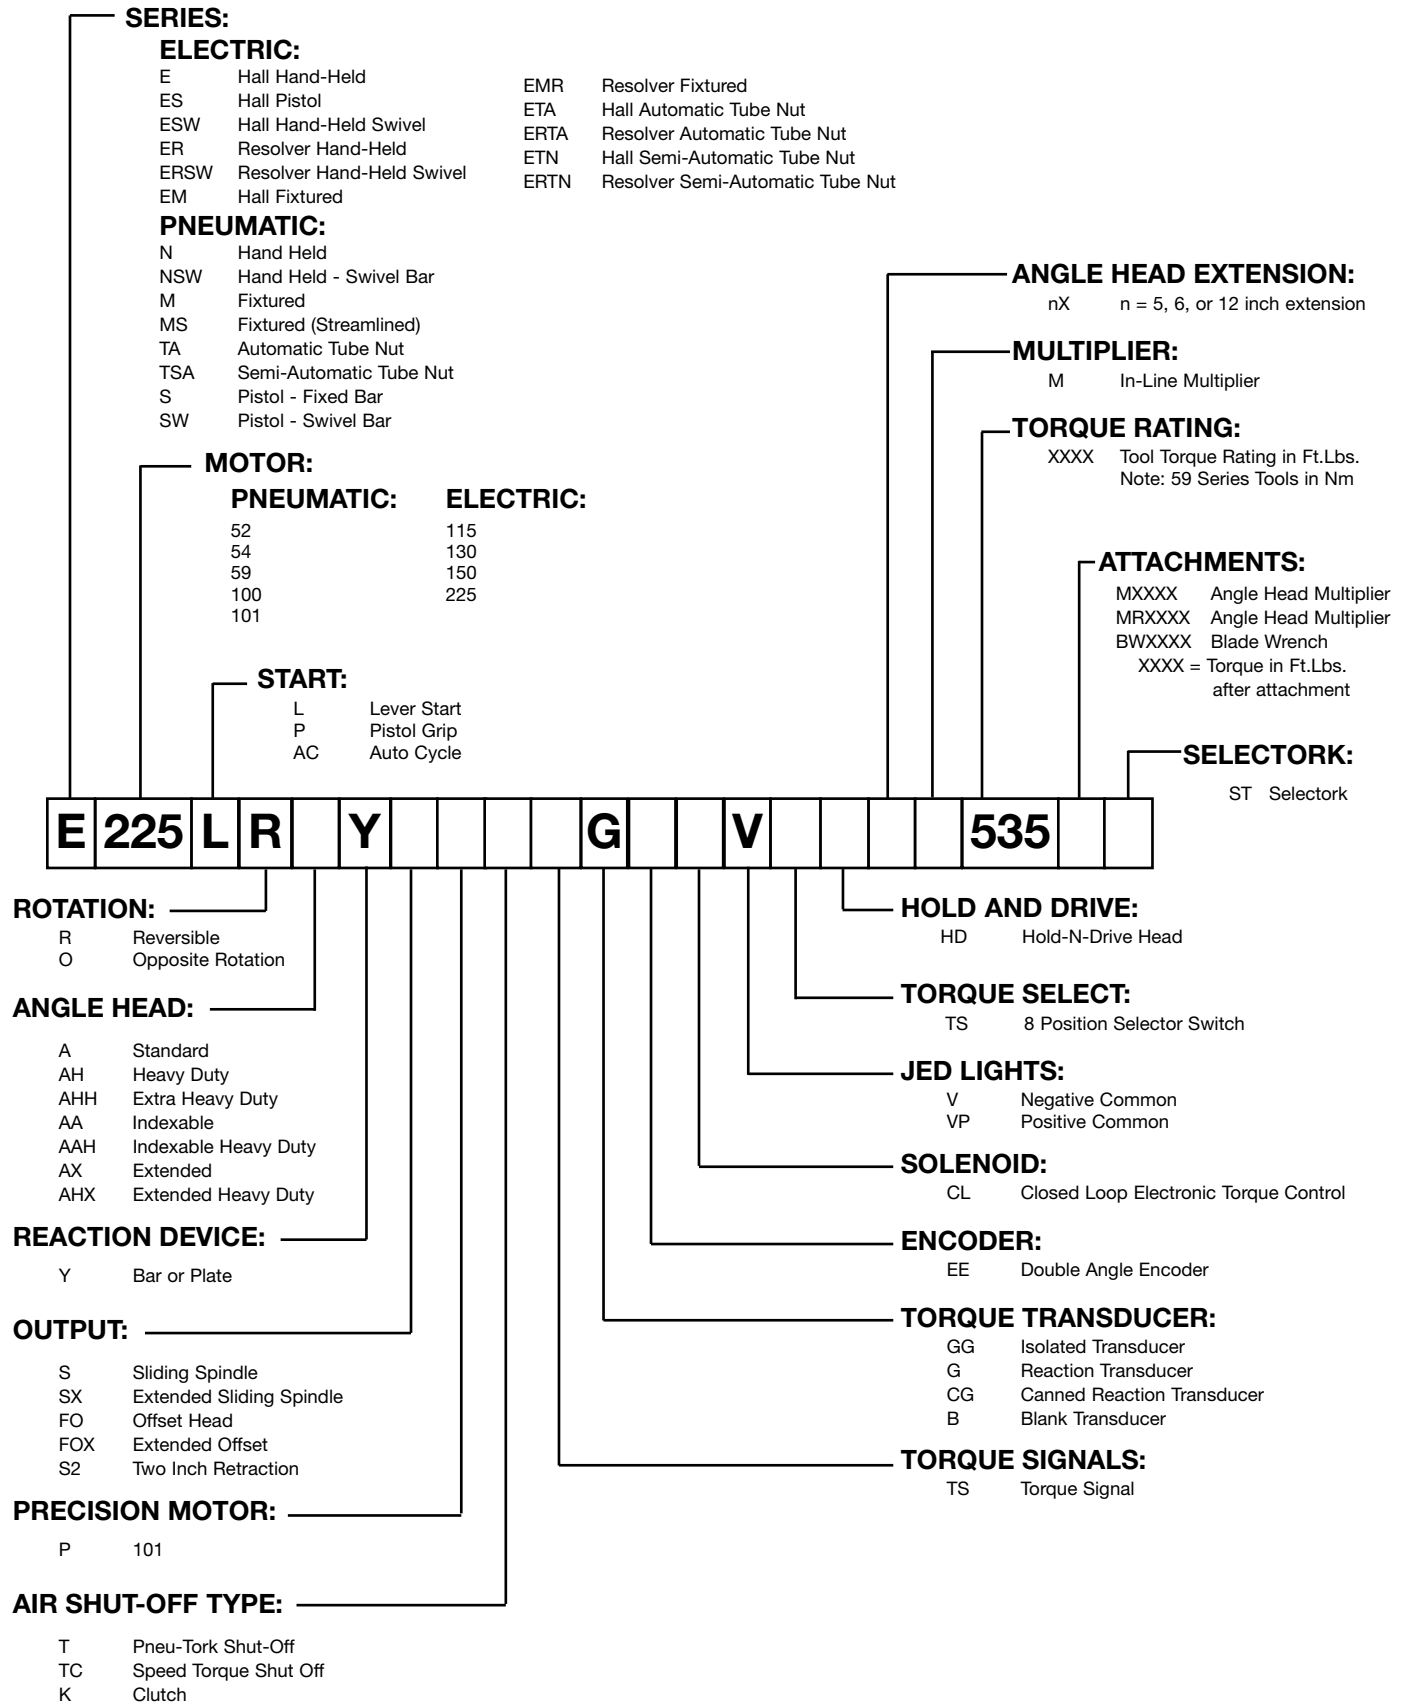 SERIES:
ELECTRIC:
E Hall Hand-Held
ES Hall Pistol
ESW Hall Hand-Held Swivel
ER Resolver Hand-Held
ERSW Resolver Hand-Held Swivel
EM Hall Fixtured
EMR Resolver Fixtured
ETA Hall Automatic Tube Nut
ERTA Resolver Automatic Tube Nut
ETN Hall Semi-Automatic Tube Nut
ERTN Resolver Semi-Automatic Tube Nut
PNEUMATIC:
N Hand Held
NSW Hand Held - Swivel Bar
M Fixtured
MS Fixtured (Streamlined)
TA Automatic Tube Nut
TSA Semi-Automatic Tube Nut
S Pistol - Fixed Bar
SW Pistol - Swivel Bar
MOTOR:
PNEUMATIC:
52
54
59
100
101
ELECTRIC:
115
130
150
225
START:
L Lever Start
P Pistol Grip
AC Auto Cycle
ANGLE HEAD EXTENSION:
nX n = 5, 6, or 12 inch extension
MULTIPLIER:
M In-Line Multiplier
TORQUE RATING:
XXXX Tool Torque Rating in Ft.Lbs.
Note: 59 Series Tools in Nm
ATTACHMENTS:
MXXXX Angle Head Multiplier
MRXXXX Angle Head Multiplier
BWXXXX Blade Wrench
XXXX = Torque in Ft.Lbs.
after attachment
SELECTORK:
ST Selectork
E 225 L R Y G V 535
ROTATION:
R Reversible
O Opposite Rotation
ANGLE HEAD:
A Standard
AH Heavy Duty
AHH Extra Heavy Duty
AA Indexable
AAH Indexable Heavy Duty
AX Extended
AHX Extended Heavy Duty
REACTION DEVICE:
Y Bar or Plate
OUTPUT:
S Sliding Spindle
SX Extended Sliding Spindle
FO Offset Head
FOX Extended Offset
S2 Two Inch Retraction
PRECISION MOTOR:
P 101
AIR SHUT-OFF TYPE:
T Pneu-Tork Shut-Off
TC Speed Torque Shut Off
K Clutch
HOLD AND DRIVE:
HD Hold-N-Drive Head
TORQUE SELECT:
TS 8 Position Selector Switch
JED LIGHTS:
V Negative Common
VP Positive Common
SOLENOID:
CL Closed Loop Electronic Torque Control
ENCODER:
EE Double Angle Encoder
TORQUE TRANSDUCER:
GG Isolated Transducer
G Reaction Transducer
CG Canned Reaction Transducer
B Blank Transducer
TORQUE SIGNALS:
TS Torque Signal